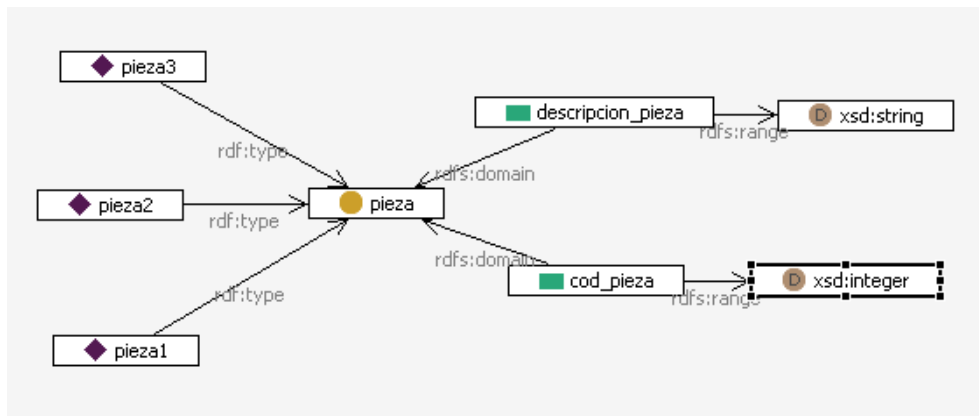 pieza3
descripcion_pieza
D xsd:string
rdfs:range
rdf:type
rdfs:domain
pieza2
pieza
rdf:type
rdfs:domain
cod_pieza
D xsd:integer
rdf:type
rdfs:range
pieza1